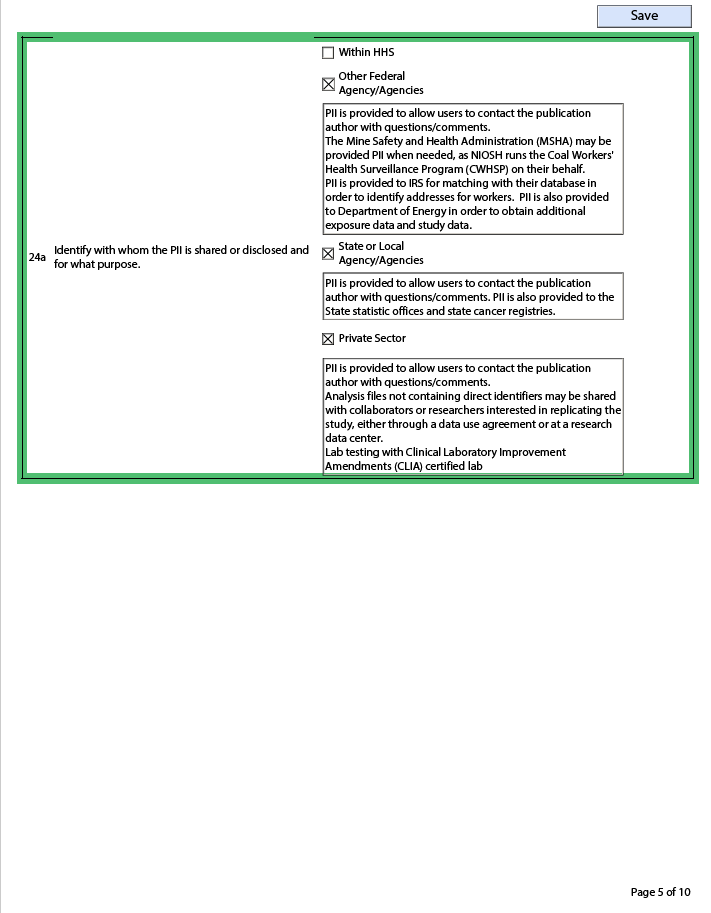 Save
Within HHS
Other Federal
Agency/Agencies
PII is provided to allow users to contact the publication
author with questions/comments.
The Mine Safety and Health Administration (MSHA) may be
provided PII when needed, as NIOSH runs the Coal Workers'
Health Surveillance Program (CWHSP) on their behalf.
PII is provided to IRS for matching with their database in
order to identify addresses for workers.  PII is also provided
to Department of Energy in order to obtain additional
exposure data and study data.
24a
Identify with whom the PII is shared or disclosed and
for what purpose.
State or Local
Agency/Agencies
PII is provided to allow users to contact the publication
author with questions/comments. PII is also provided to the
State statistic offices and state cancer registries.
Private Sector
PII is provided to allow users to contact the publication
author with questions/comments.
Analysis files not containing direct identifiers may be shared
with collaborators or researchers interested in replicating the
study, either through a data use agreement or at a research
data center.
Lab testing with Clinical Laboratory Improvement
Amendments (CLIA) certified lab
Page 5 of 10